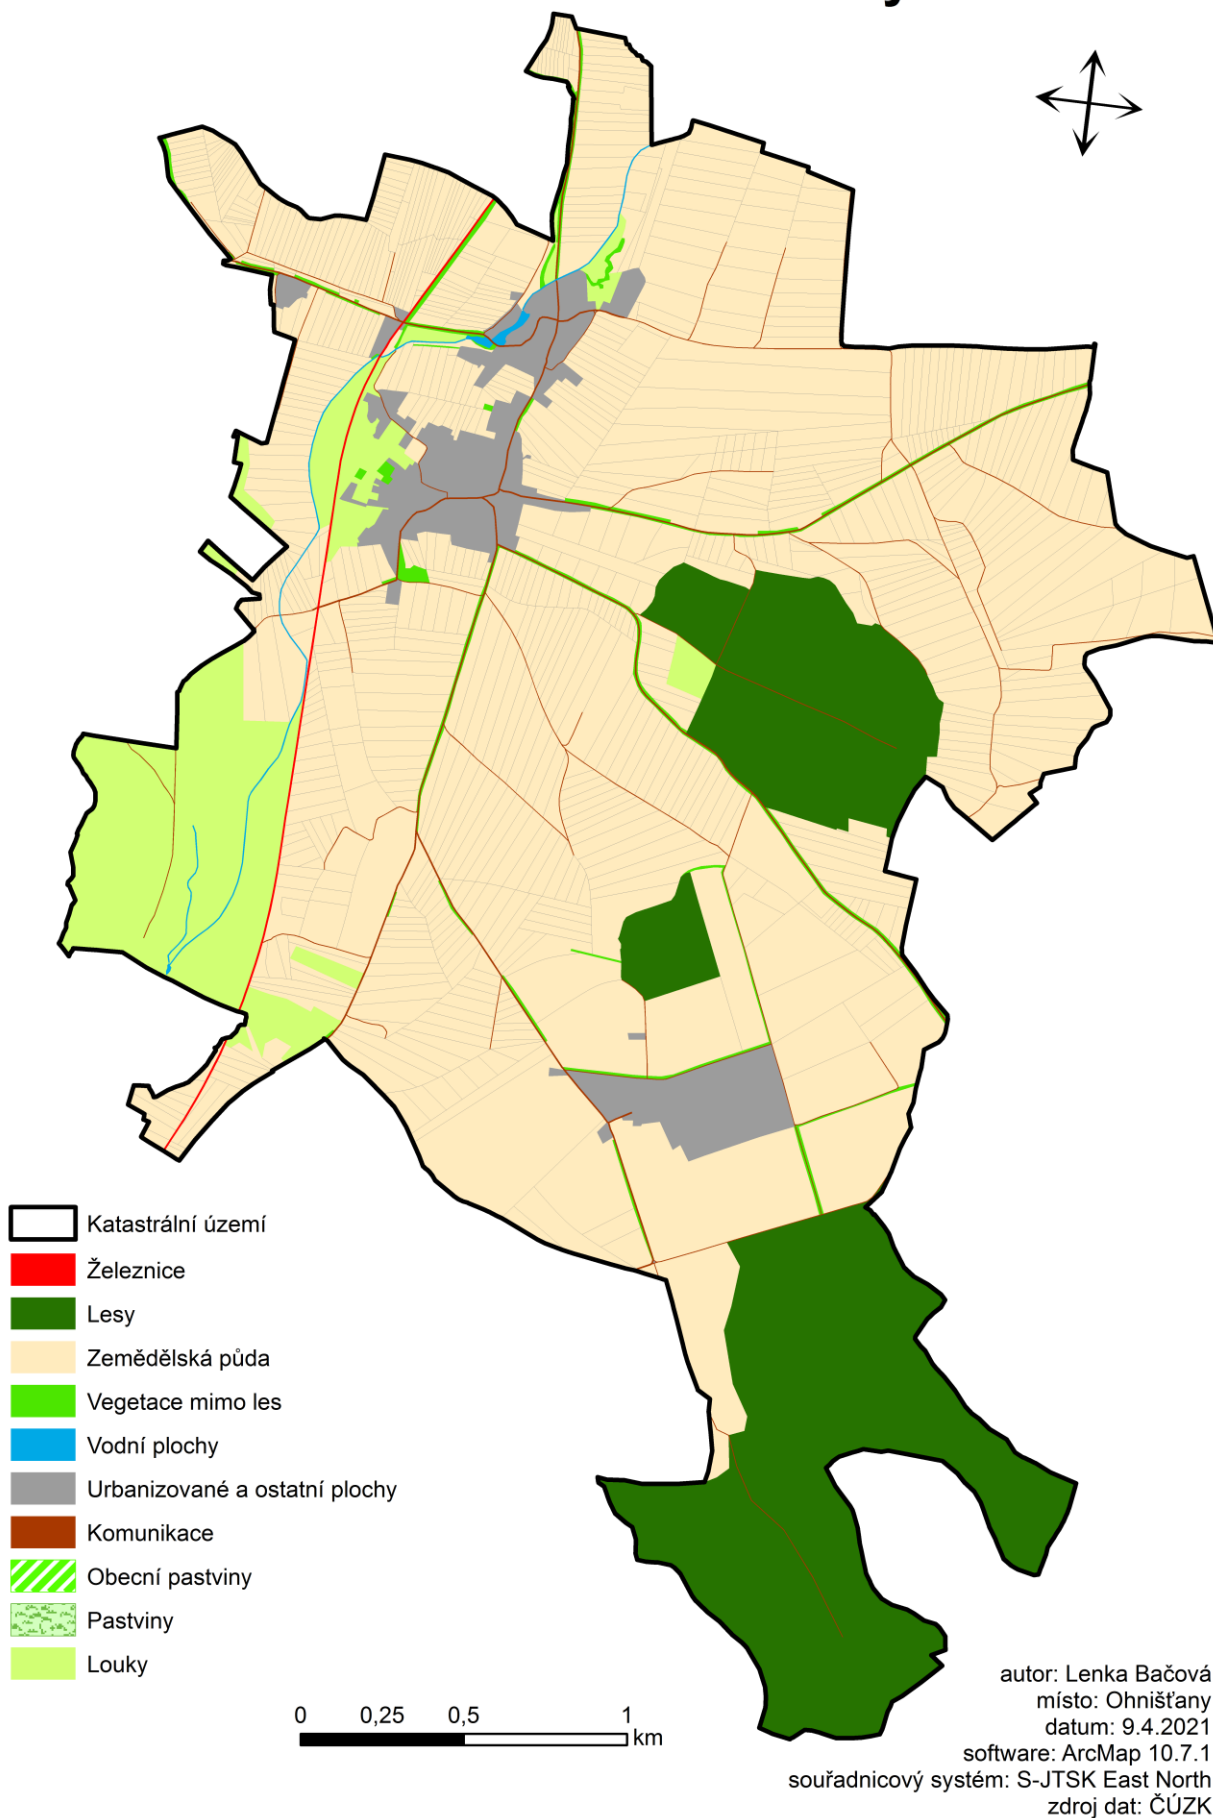 Katastrální území
Železnice
Lesy
Zemědělská půda
Vegetace mimo les
Vodní plochy
Urbanizované a ostatní plochy
Komunikace
Obecní pastviny
Pastviny
Louky
0 0,25 0,5 1
km
autor: Lenka Bačová
místo: Ohnišťany
datum: 9.4.2021
software: ArcMap 10.7.1
souřadnicový systém: S-JTSK East North
zdroj dat: ČÚZK